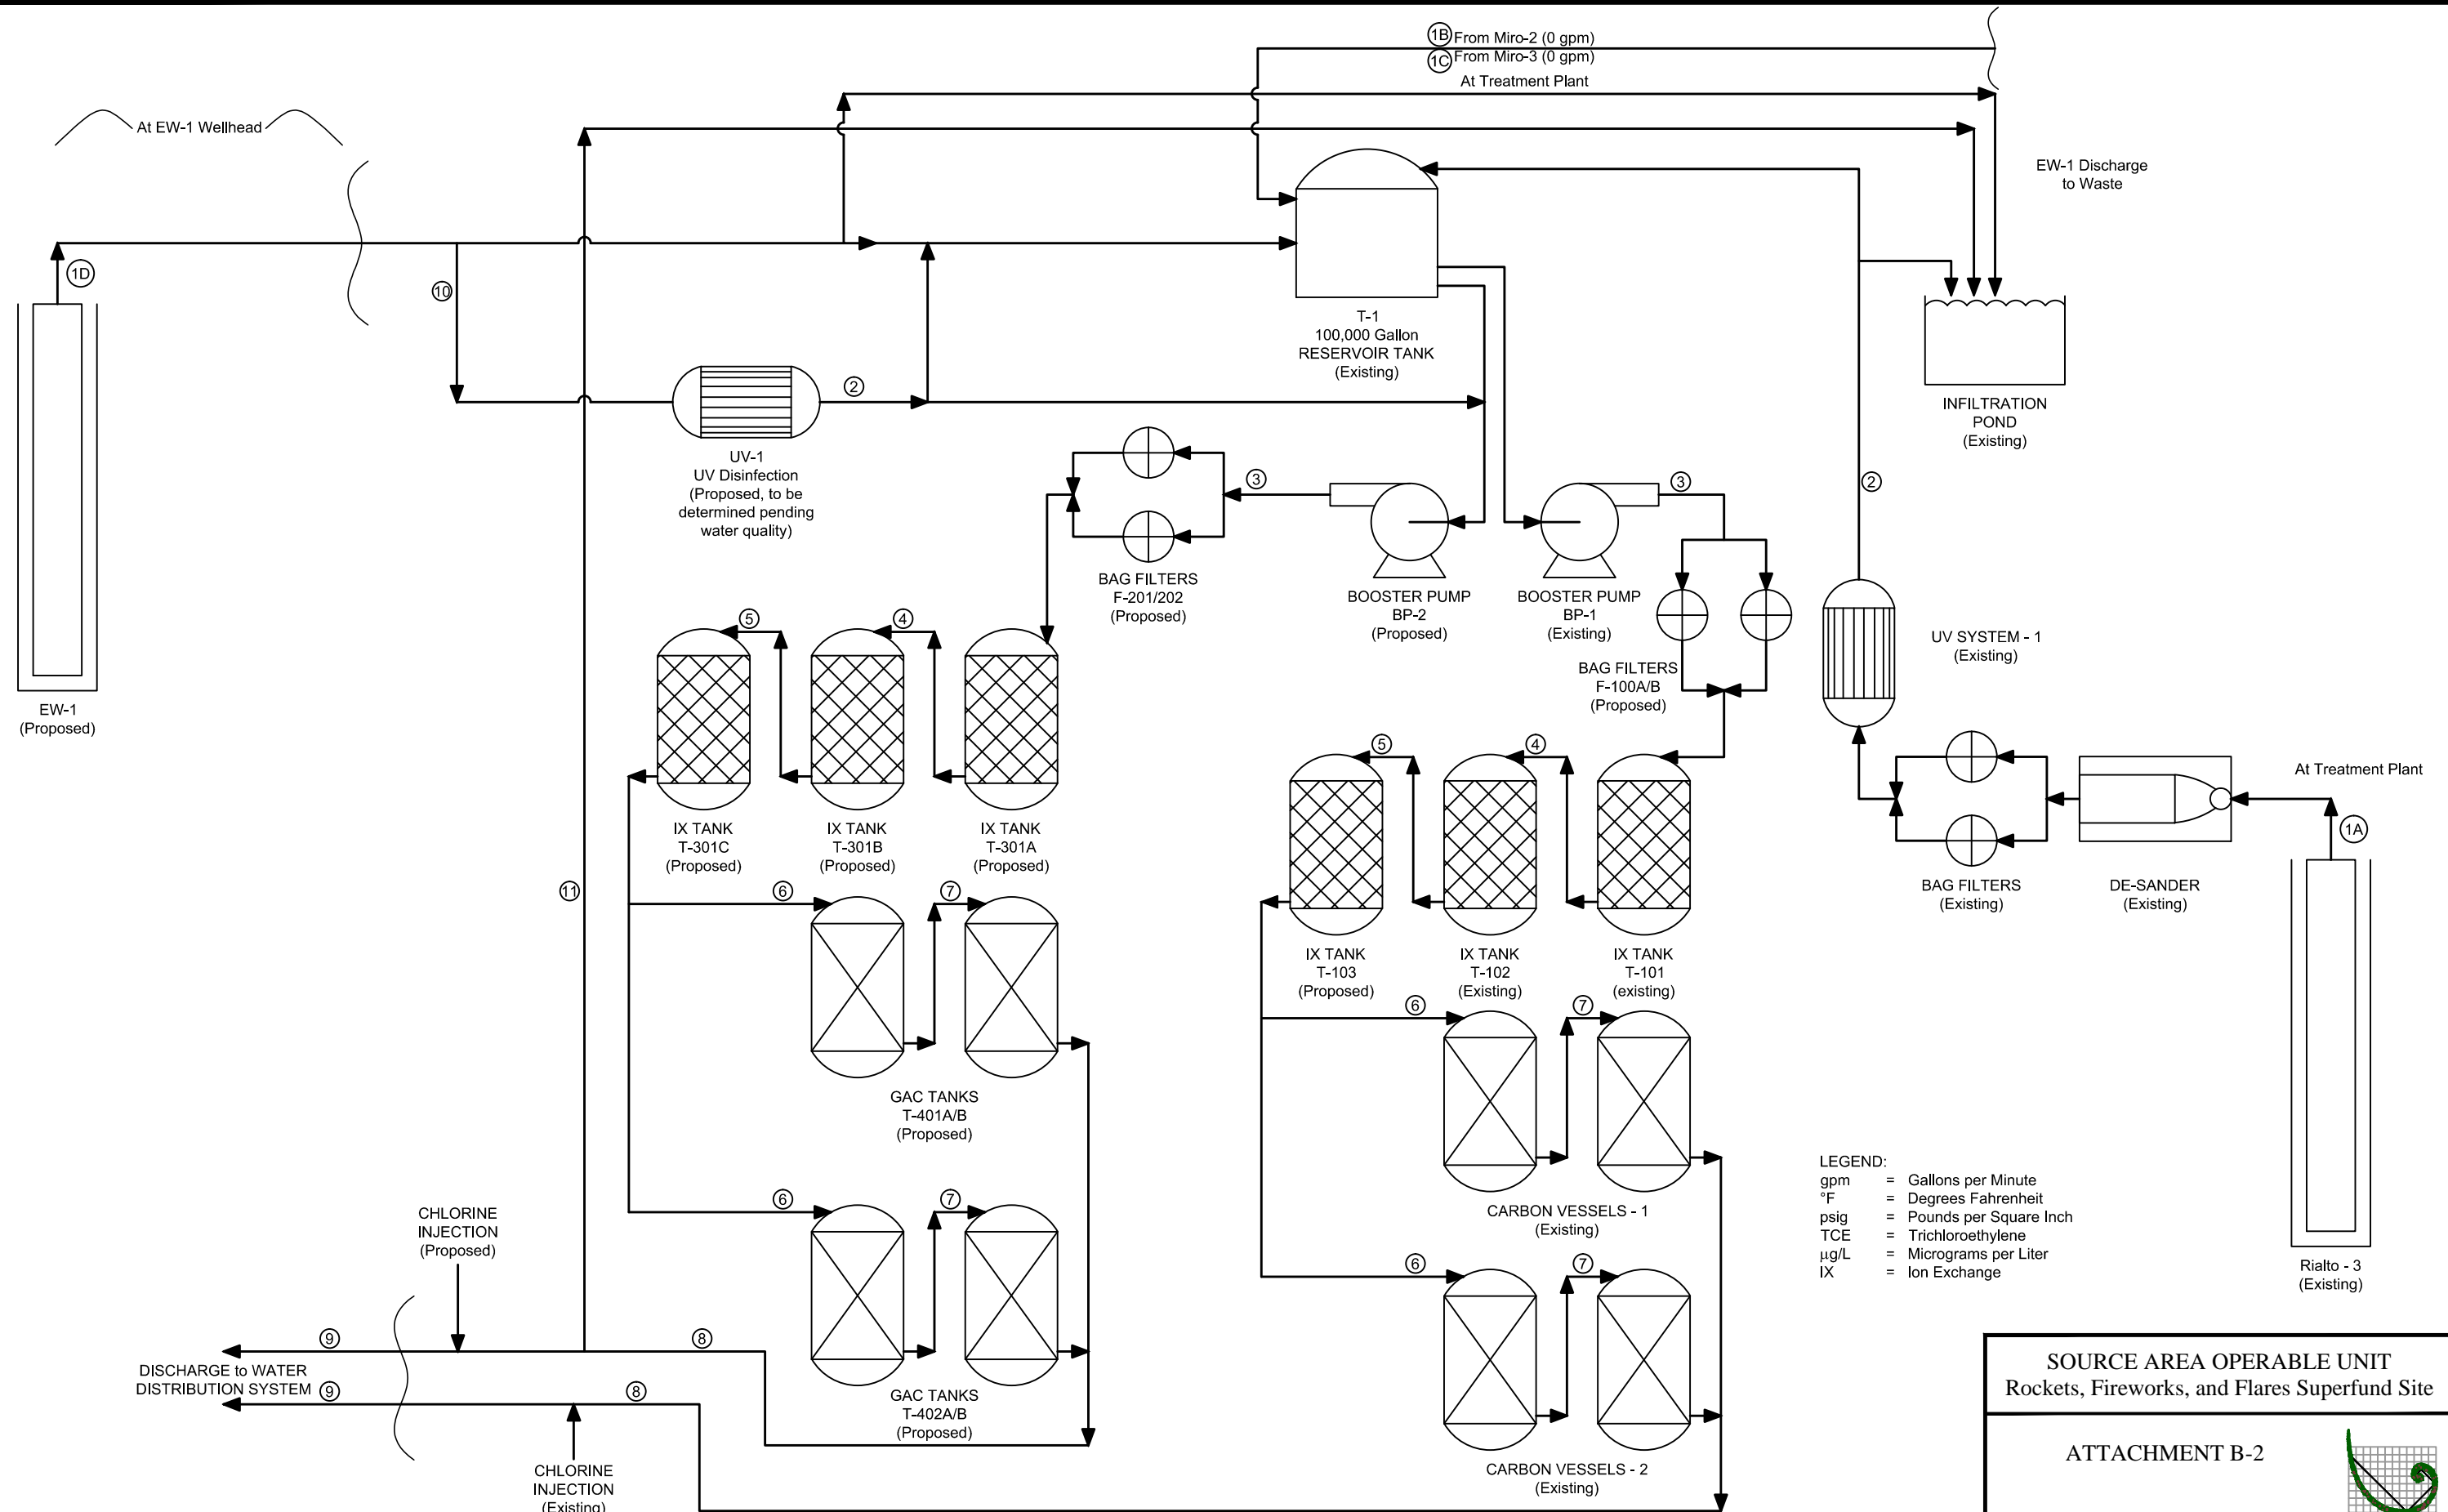 1B From Miro-2 (0 gpm)
1C From Miro-3 (0 gpm)
At Treatment Plant
At EW-1 Wellhead
EW-1 Discharge
to Waste
1D
10
T-1
100,000 Gallon
RESERVOIR TANK
(Existing)
2
INFILTRATION
POND
(Existing)
UV-1
UV Disinfection
(Proposed, to be
determined pending
water quality)
3
3
2
BAG FILTERS
F-201/202
(Proposed)
BOOSTER PUMP
BP-2
(Proposed)
BOOSTER PUMP
BP-1
(Existing)
5
4
UV SYSTEM - 1
(Existing)
BAG FILTERS
F-100A/B
(Proposed)
EW-1
(Proposed)
5
4
At Treatment Plant
IX TANK
T-301C
(Proposed)
IX TANK
T-301B
(Proposed)
IX TANK
T-301A
(Proposed)
1A
11
6
7
BAG FILTERS
(Existing)
DE-SANDER
(Existing)
IX TANK
T-103
(Proposed)
IX TANK
T-102
(Existing)
IX TANK
T-101
(existing)
6
7
GAC TANKS
T-401A/B
(Proposed)
LEGEND:
gpm = Gallons per Minute
°F = Degrees Fahrenheit
psig = Pounds per Square Inch
TCE = Trichloroethylene
µg/L = Micrograms per Liter
IX = Ion Exchange
6
7
CARBON VESSELS - 1
(Existing)
CHLORINE
INJECTION
(Proposed)
6
7
Rialto - 3
(Existing)
9
8
DISCHARGE to WATER
DISTRIBUTION SYSTEM
9
8
GAC TANKS
T-402A/B
(Proposed)
SOURCE AREA OPERABLE UNIT
Rockets, Fireworks, and Flares Superfund Site
ATTACHMENT B-2
CARBON VESSELS - 2
(Existing)
CHLORINE
INJECTION
(Existing)